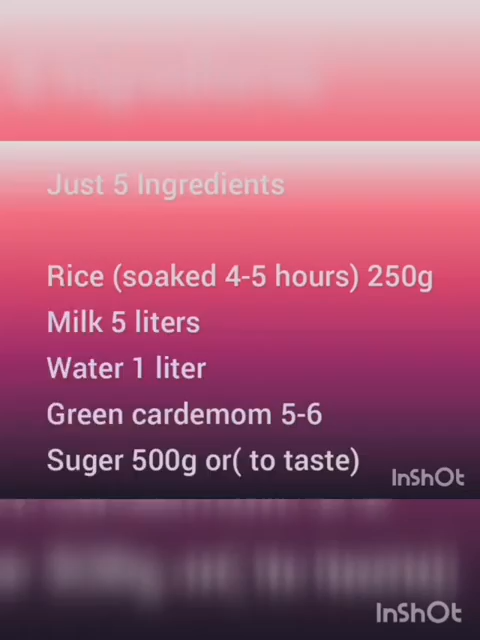 Just 5 Ingredients
Rice (soaked 4-5 hours) 250g
Milk 5 liters
Water 1 liter
Green cardemom 5-6
Suger 500g or( to taste)
InShOt
InShOt